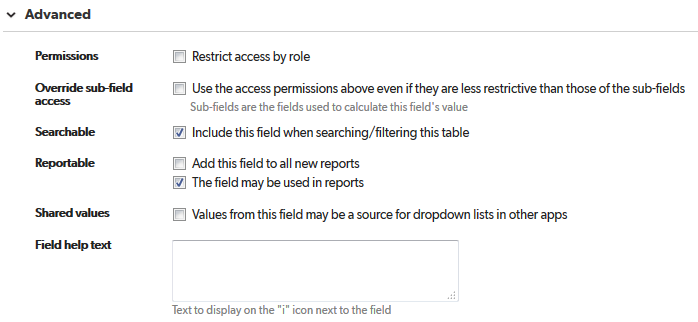 Advanced
Permissions Restrict access by role
Override sub-field access Use the access permissions above even if they are less restrictive than those of the sub-fields
Sub-fields are the fields used to calculate this field's value
Searchable Include this field when searching/filtering this table
Reportable Add this field to all new reports
The field may be used in reports
Shared values Values from this field may be a source for dropdown lists in other apps
Field help text
Text to display on the "i" icon next to the field